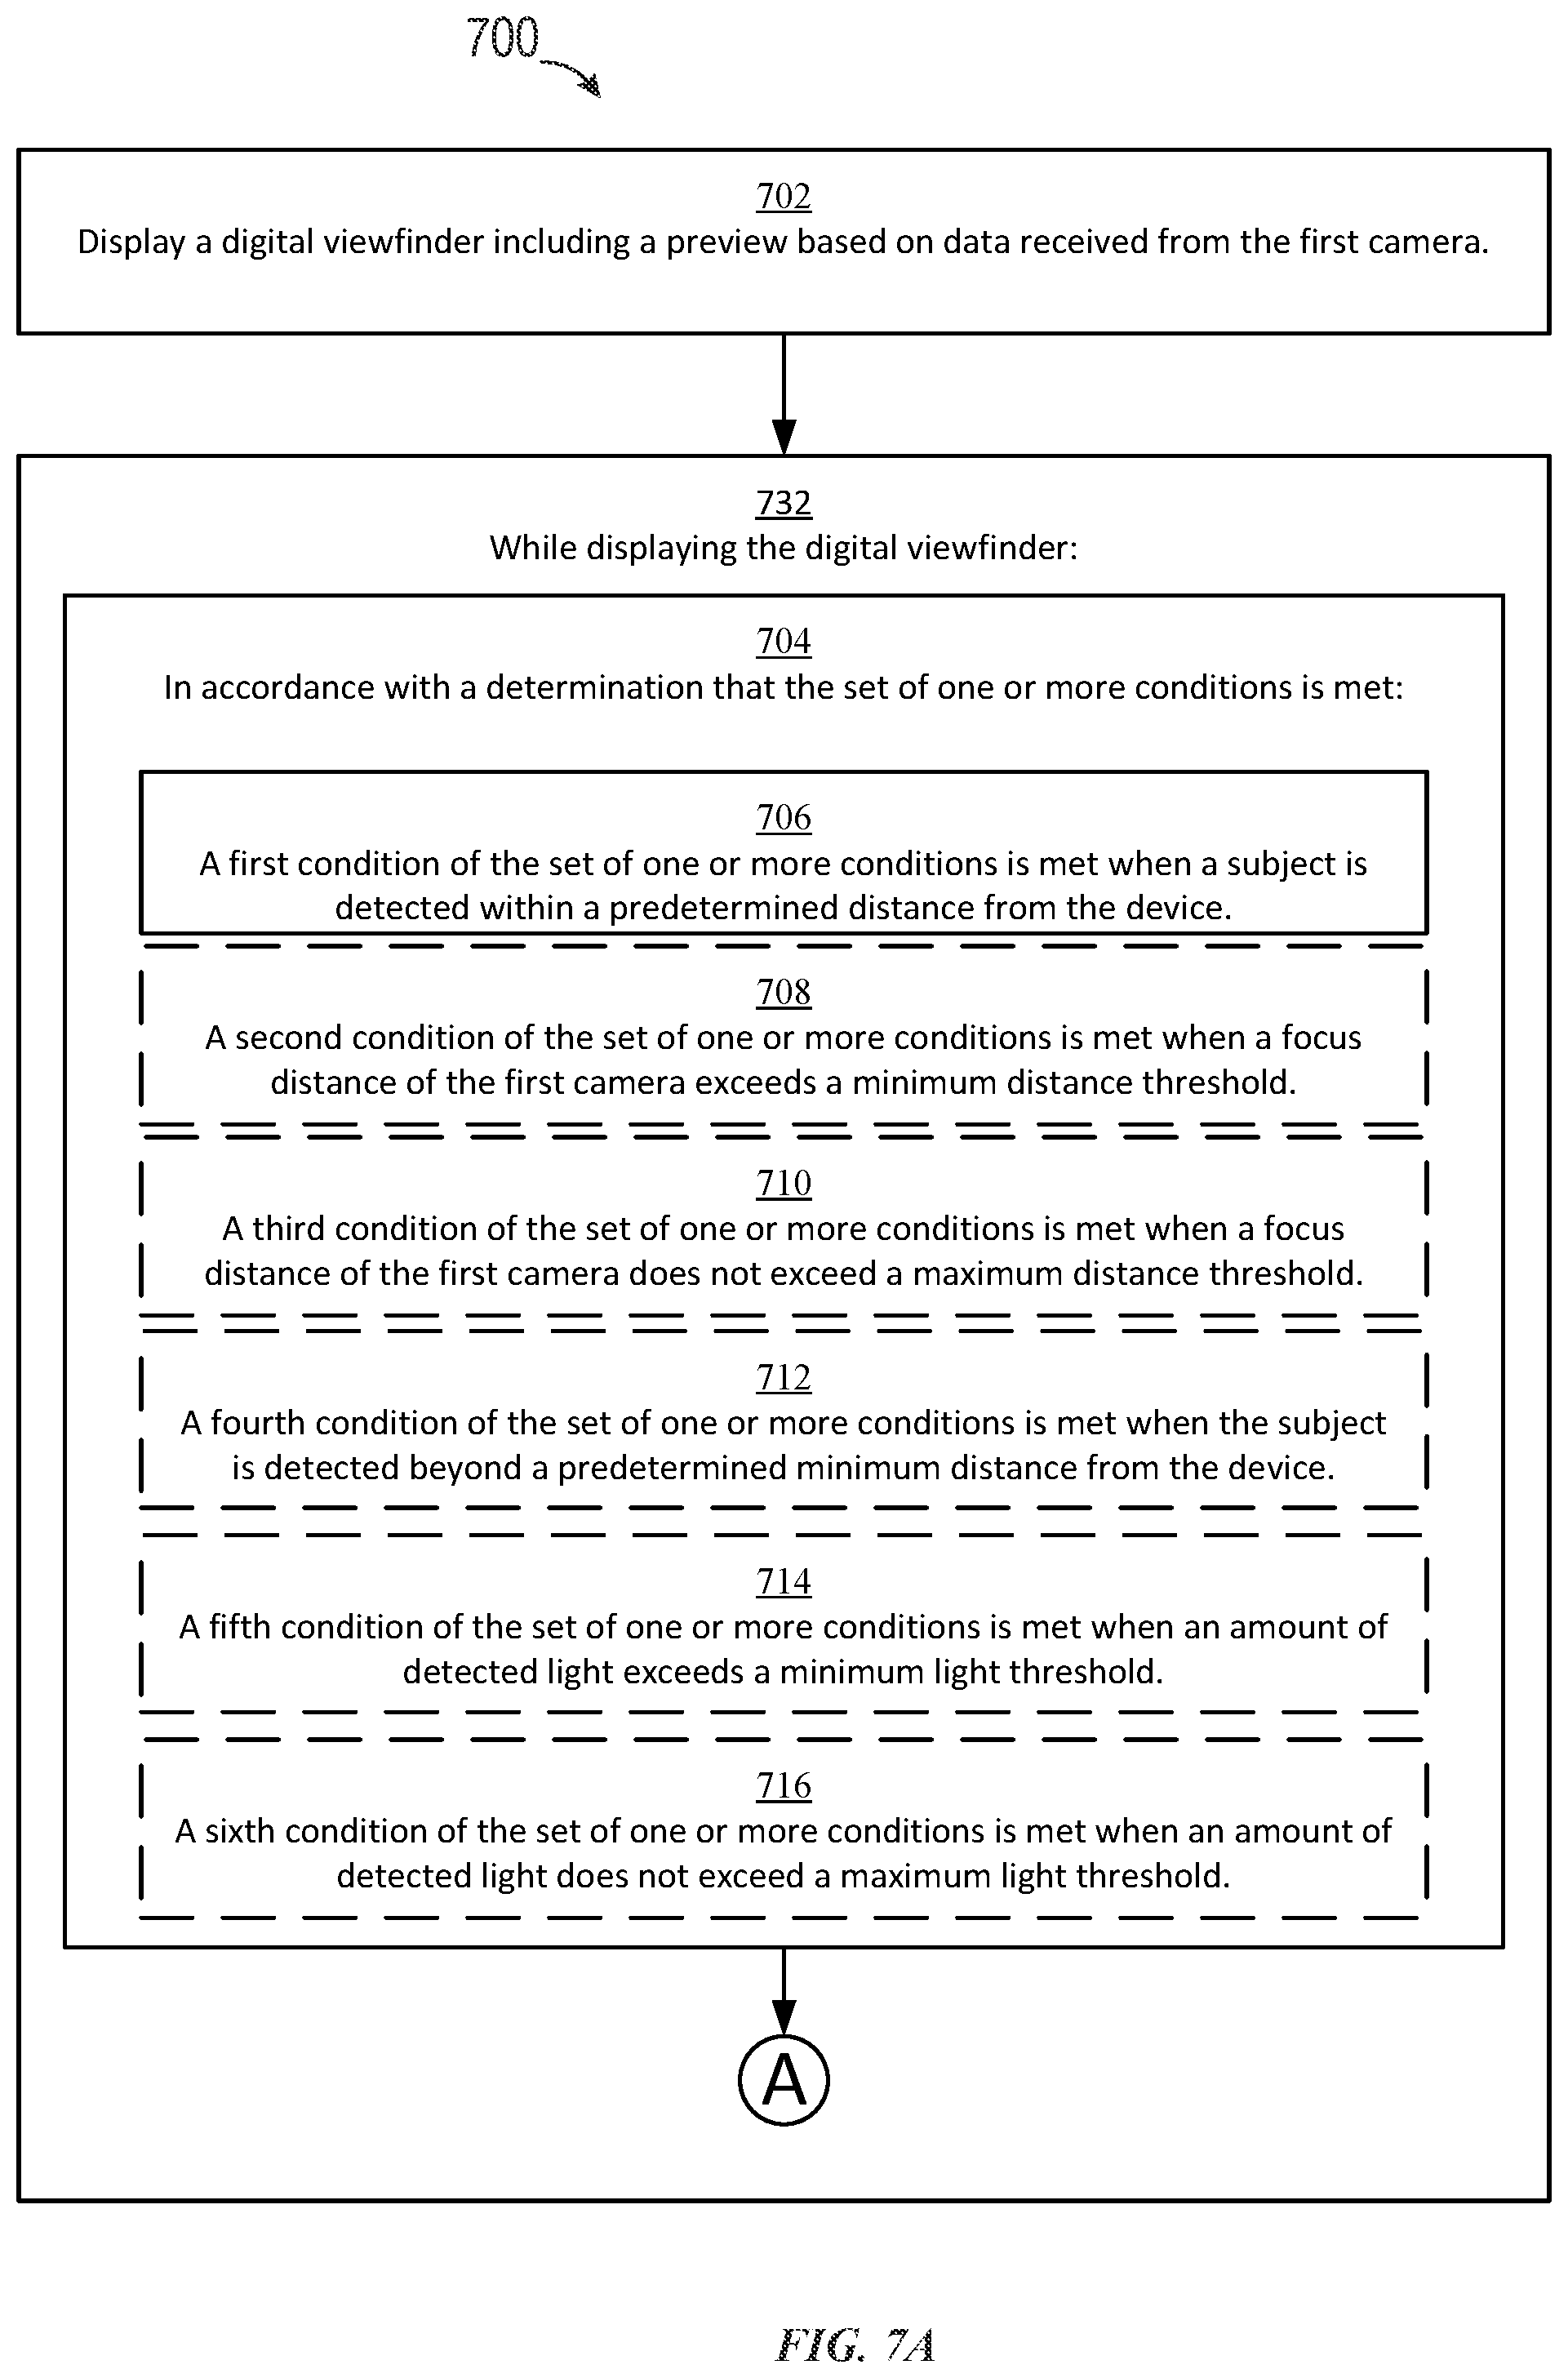 700
702
Display a digital viewfinder including a preview based on data received from the first camera.
732
While displaying the digital viewfinder:
704
In accordance with a determination that the set of one or more conditions is met:
706
A first condition of the set of one or more conditions is met when a subject is
detected within a predetermined distance from the device.
708
A second condition of the set of one or more conditions is met when a focus
distance of the first camera exceeds a minimum distance threshold.
710
A third condition of the set of one or more conditions is met when a focus
distance of the first camera does not exceed a maximum distance threshold.
712
A fourth condition of the set of one or more conditions is met when the subject
is detected beyond a predetermined minimum distance from the device.
714
A fifth condition of the set of one or more conditions is met when an amount of
detected light exceeds a minimum light threshold.
716
A sixth condition of the set of one or more conditions is met when an amount of
detected light does not exceed a maximum light threshold.
A
FIG. 7A